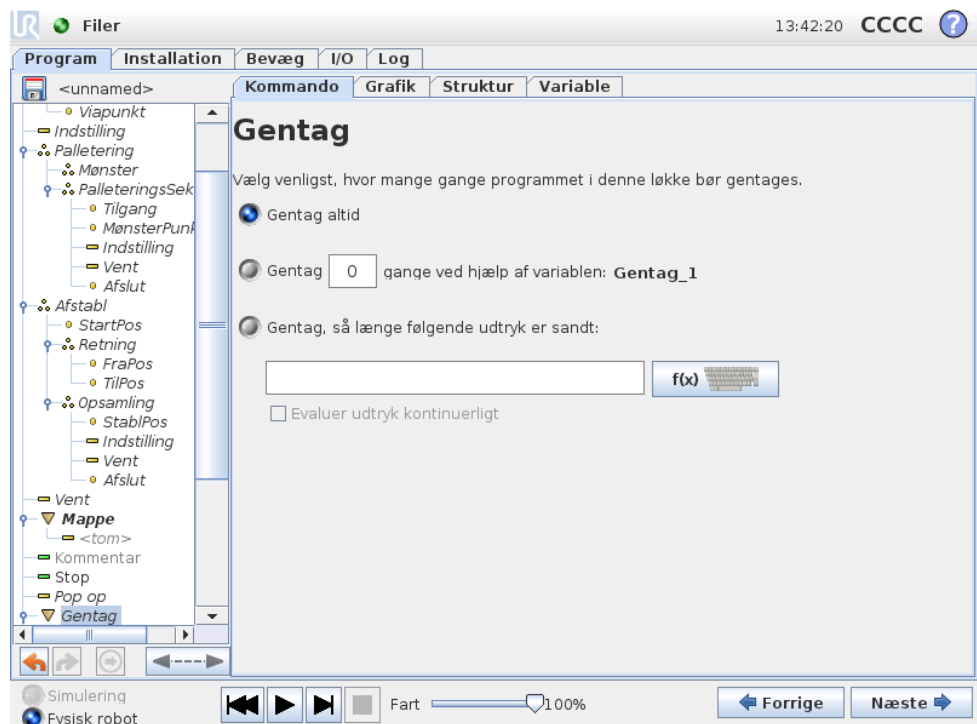 UR Filer 13:42:20 CCCC ?
Program Installation Bevæg I/O Log
<unnamed>
Kommando Grafik Struktur Variable
Viapunkt
Indstilling
Palletering
Mønster
PalleteringsSek
Tilgang
MønsterPunk
Indstilling
Vent
Afslut
Afstabl
StartPos
Retning
FraPos
TilPos
Opsamling
StablPos
Indstilling
Vent
Afslut
Vent
Mappe
<tom>
Kommentar
Stop
Pop op
Gentag
Gentag
Vælg venligst, hvor mange gange programmet i denne løkke bør gentages.
Gentag altid
Gentag 0 gange ved hjælp af variablen: Gentag_1
Gentag, så længe følgende udtryk er sandt:
f(x)
Evaluer udtryk kontinuerligt
Simulering
Fysisk robot
Fart 100%
Forrige Næste